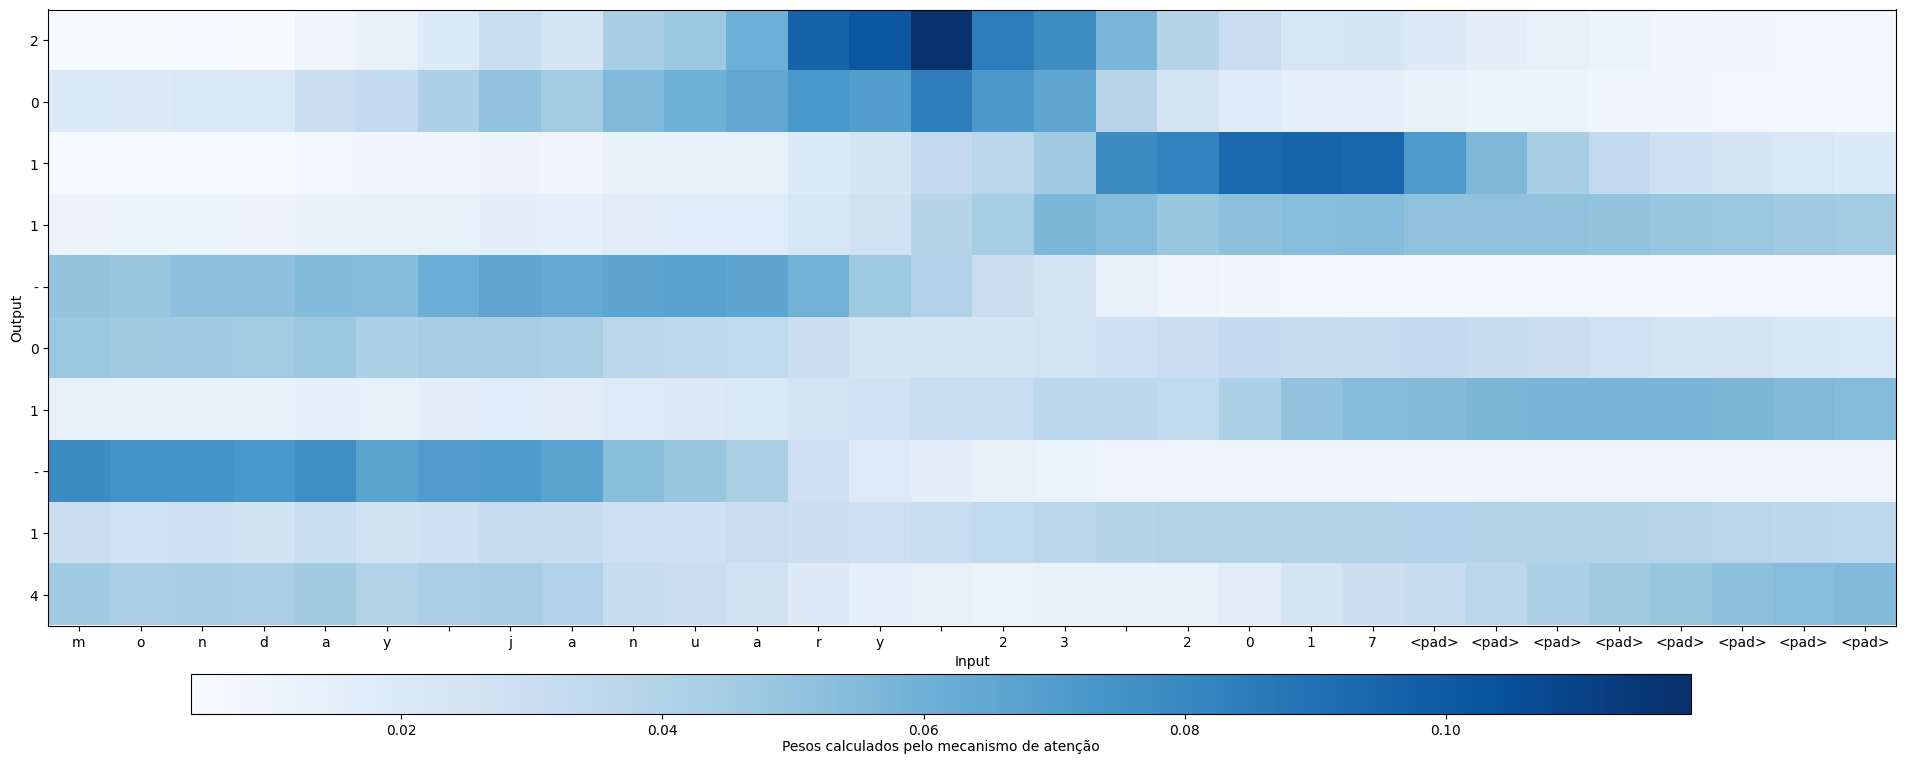 2
0
1
1
-
0
1
-
1
4
Output
m o n d a y j a n u a r y 2 3 2 0 1 7 <pad> <pad> <pad> <pad> <pad> <pad> <pad> <pad>
Input
0.02 0.04 0.06 0.08 0.10
Pesos calculados pelo mecanismo de atenção